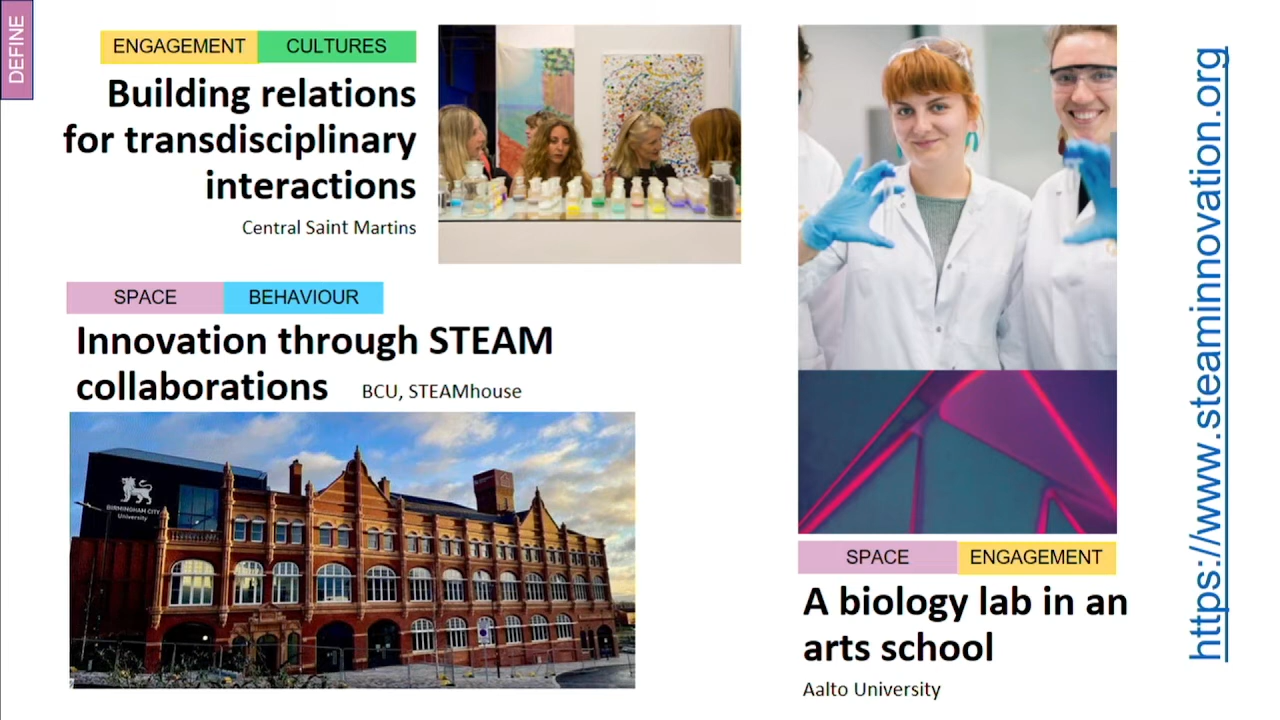 DEFINE
ENGAGEMENT CULTURES
Building relations
for transdisciplinary
interactions
Central Saint Martins
SPACE BEHAVIOUR
Innovation through STEAM
collaborations BCU, STEAMhouse
BIRMINGHAM CITY
University
SPACE ENGAGEMENT
A biology lab in an
arts school
Aalto University
https://www.steaminnovation.org